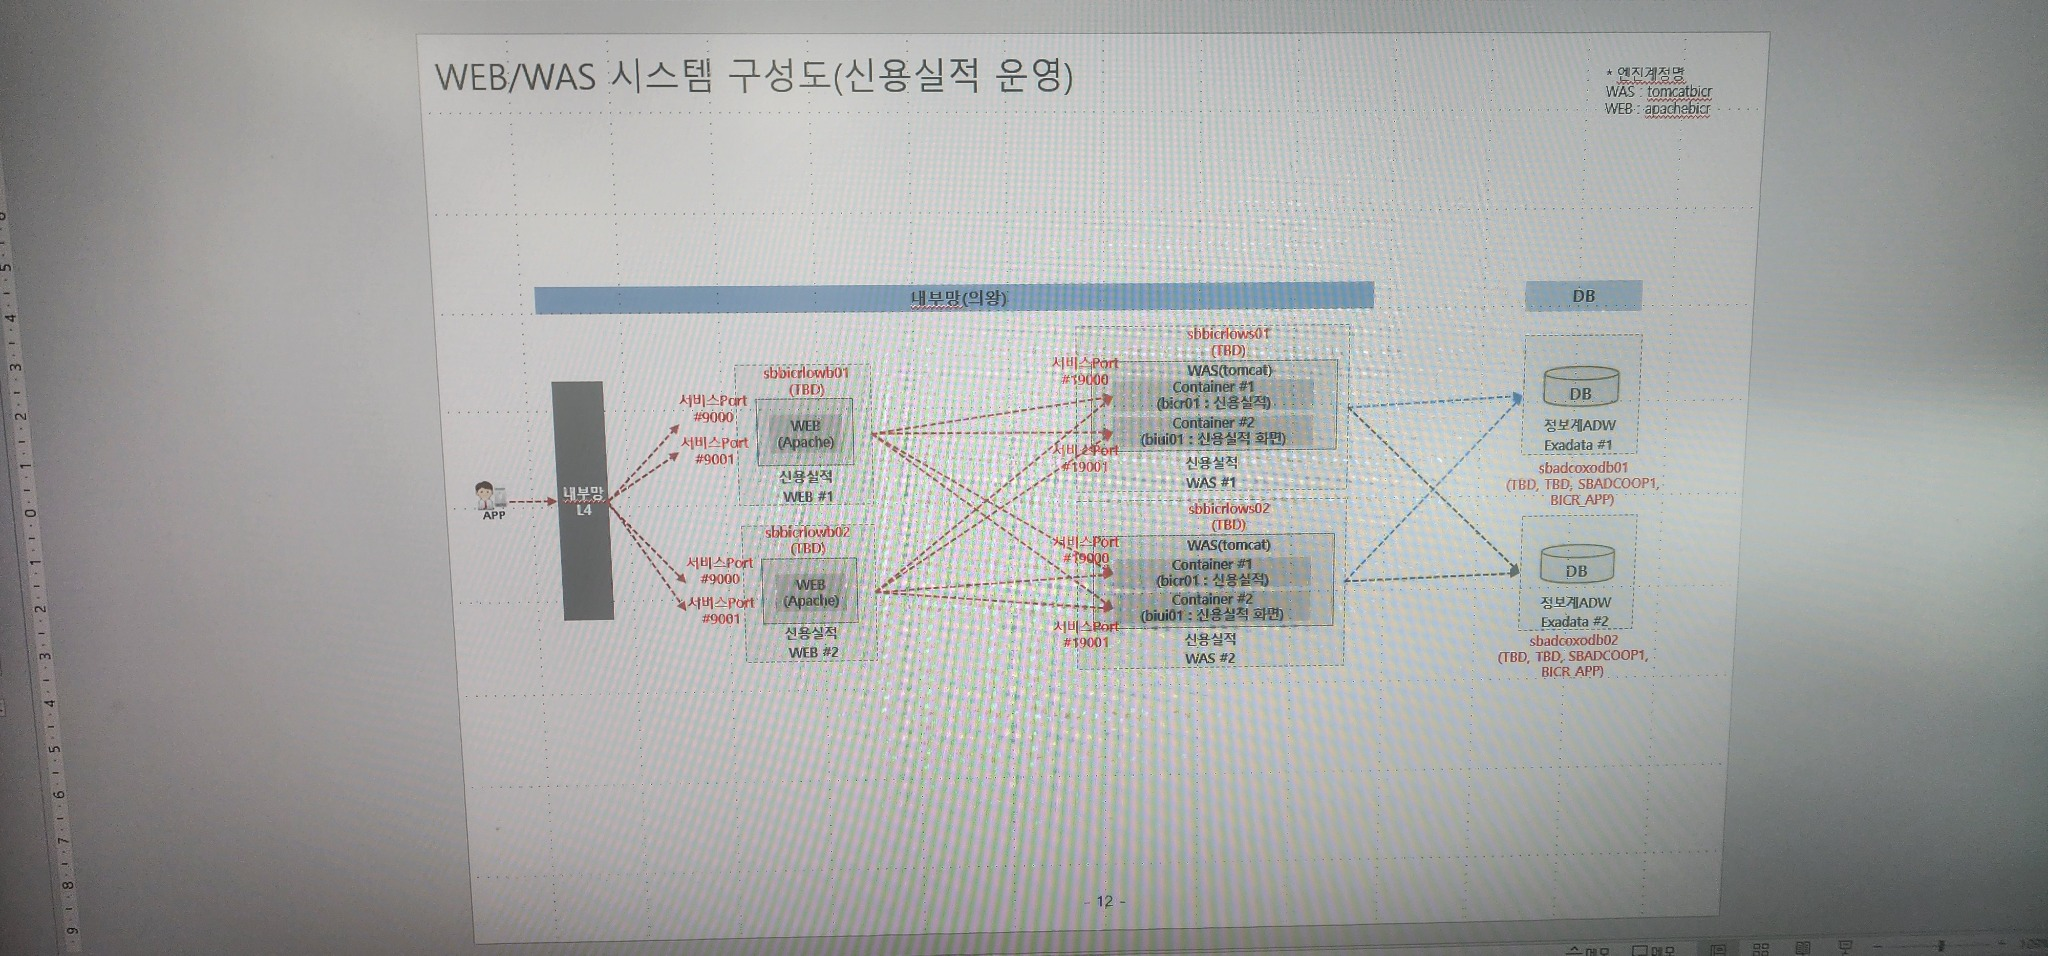 WEB/WAS 시스템 구성도(신용실적 운영)
* 엔진계정명
WAS : tomcatbicr
WEB : apachebicr
내부망(의왕)
DB
APP
내부망
L4
서비스Port
#9000
서비스Port
#9001
서비스Port
#9000
서비스Port
#9001
sbbicrlowb01
(TBD)
WEB
(Apache)
신용실적
WEB #1
sbbicrlowb02
(TBD)
WEB
(Apache)
신용실적
WEB #2
서비스Port
#19000
서비스Port
#19001
sbbicrlows01
(TBD)
WAS(tomcat)
Container #1
(bicr01 : 신용실적)
Container #2
(biui01 : 신용실적 화면)
신용실적
WAS #1
서비스Port
#19000
서비스Port
#19001
sbbicrlows02
(TBD)
WAS(tomcat)
Container #1
(bicr01 : 신용실적)
Container #2
(biui01 : 신용실적 화면)
신용실적
WAS #2
DB
정보계ADW
Exadata #1
sbadcoxodb01
(TBD, TBD, SBADCOOP1,
BICR_APP)
DB
정보계ADW
Exadata #2
sbadcoxodb02
(TBD, TBD, SBADCOOP1,
BICR_APP)
- 12 -
메모